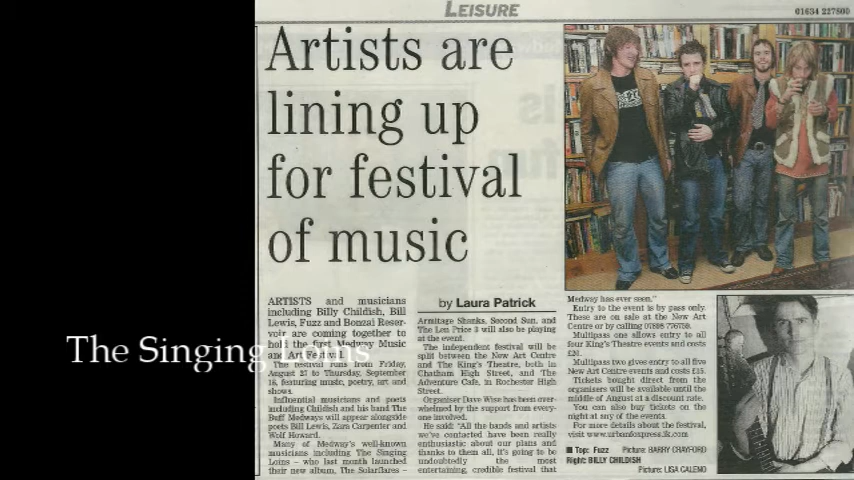 LEISURE
01634 227800
Artists are
lining up
for festival
of music
ARTISTS and musicians
including Billy Childish, Bill
Lewis, Fuzz and Bonzai Reser-
voir are coming together to
hold the first Medway Music
and Art Festival.
The festival runs from Friday,
August 27 to Thursday, September
16, featuring music, poetry, art and
shows.
Influential musicians and poets
including Childish and his band The
Buff Medways will appear alongside
poets Bill Lewis, Zara Carpenter and
Wolf Howard.
Many of Medway's well-known
musicians including The Singing
Loins – who last month launched
their new album, The Solarflares –
by Laura Patrick
Armitage Shanks, Second Sun, and
The Len Price 3 will also be playing
at the event.
The independent festival will be
split between the New Art Centre
and The King's Theatre, both in
Chatham High Street, and The
Adventure Cafe, in Rochester High
Street.
Organiser Dave Wise has been over-
whelmed by the support from every-
one involved.
He said: "All the bands and artists
we've contacted have been really
enthusiastic about our plans and
thanks to them all, it's going to be
undoubtedly the most
entertaining, credible festival that
Medway has ever seen."
Entry to the event is by pass only.
These are on sale at the New Art
Centre or by calling
Multipass one allows entry to all
four King's Theatre events and costs
£20.
Multipass two gives entry to all five
New Art Centre events and costs £15.
Tickets bought direct from the
organisers will be available until the
middle of August at a discount rate.
You can also buy tickets on the
night at any of the events.
For more details about the festival,
visit www.urbanfoxpress.tk.com
Top: Fuzz Picture: BARRY CRAYFORD
Right: BILLY CHILDISH
Picture: LISA CALENO
The Singing Loins